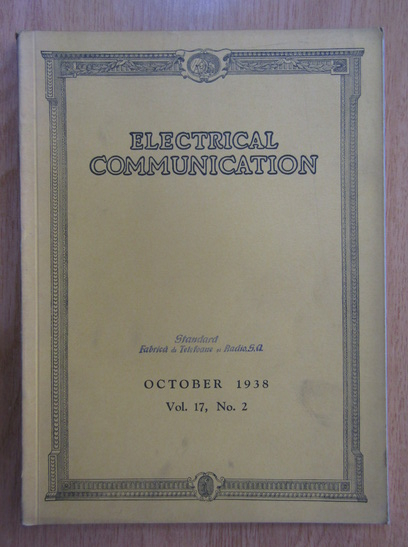 ELECTRICAL
COMMUNICATION
Standard
Fabrică de Telefoane și Radio, S.A.
OCTOBER 1938
Vol. 17, No. 2